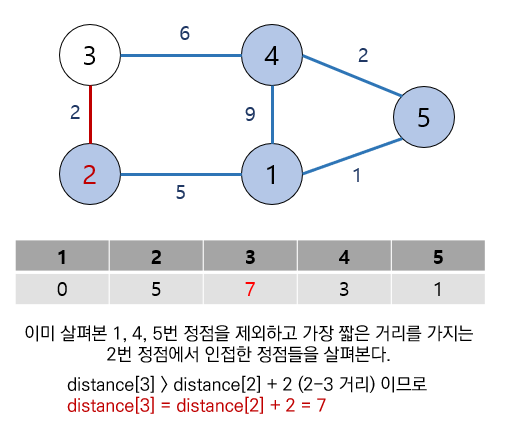 3
6
4
2
2
9
5
2
5
1
1
1 2 3 4 5
0 5 7 3 1
이미 살펴본 1, 4, 5번 정점을 제외하고 가장 짧은 거리를 가지는
2번 정점에서 인접한 정점들을 살펴본다.
distance[3] > distance[2] + 2 (2-3 거리) 이므로
distance[3] = distance[2] + 2 = 7